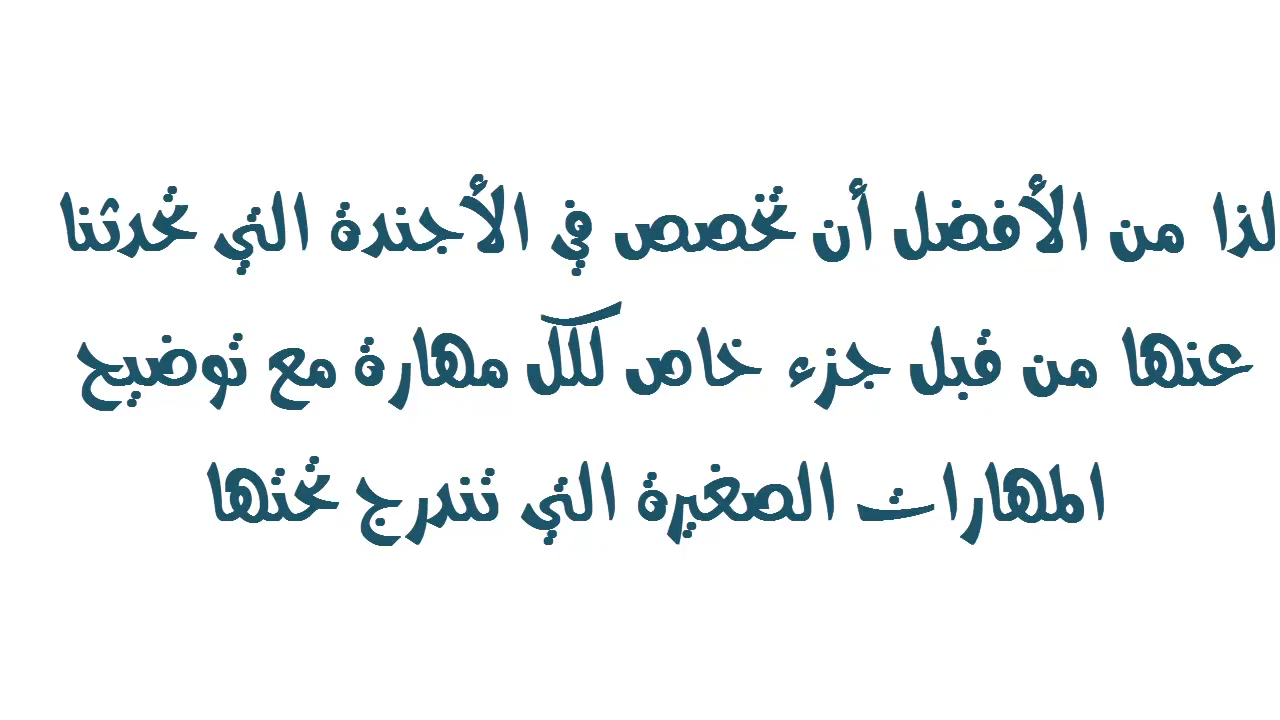 لذا من الأفضل أن تخصص في الأجندة التي تحدثنا
عنها من قبل جزء خاص لكل مهارة مع توضيح
المهارات الصغيرة التي تندرج تحتها